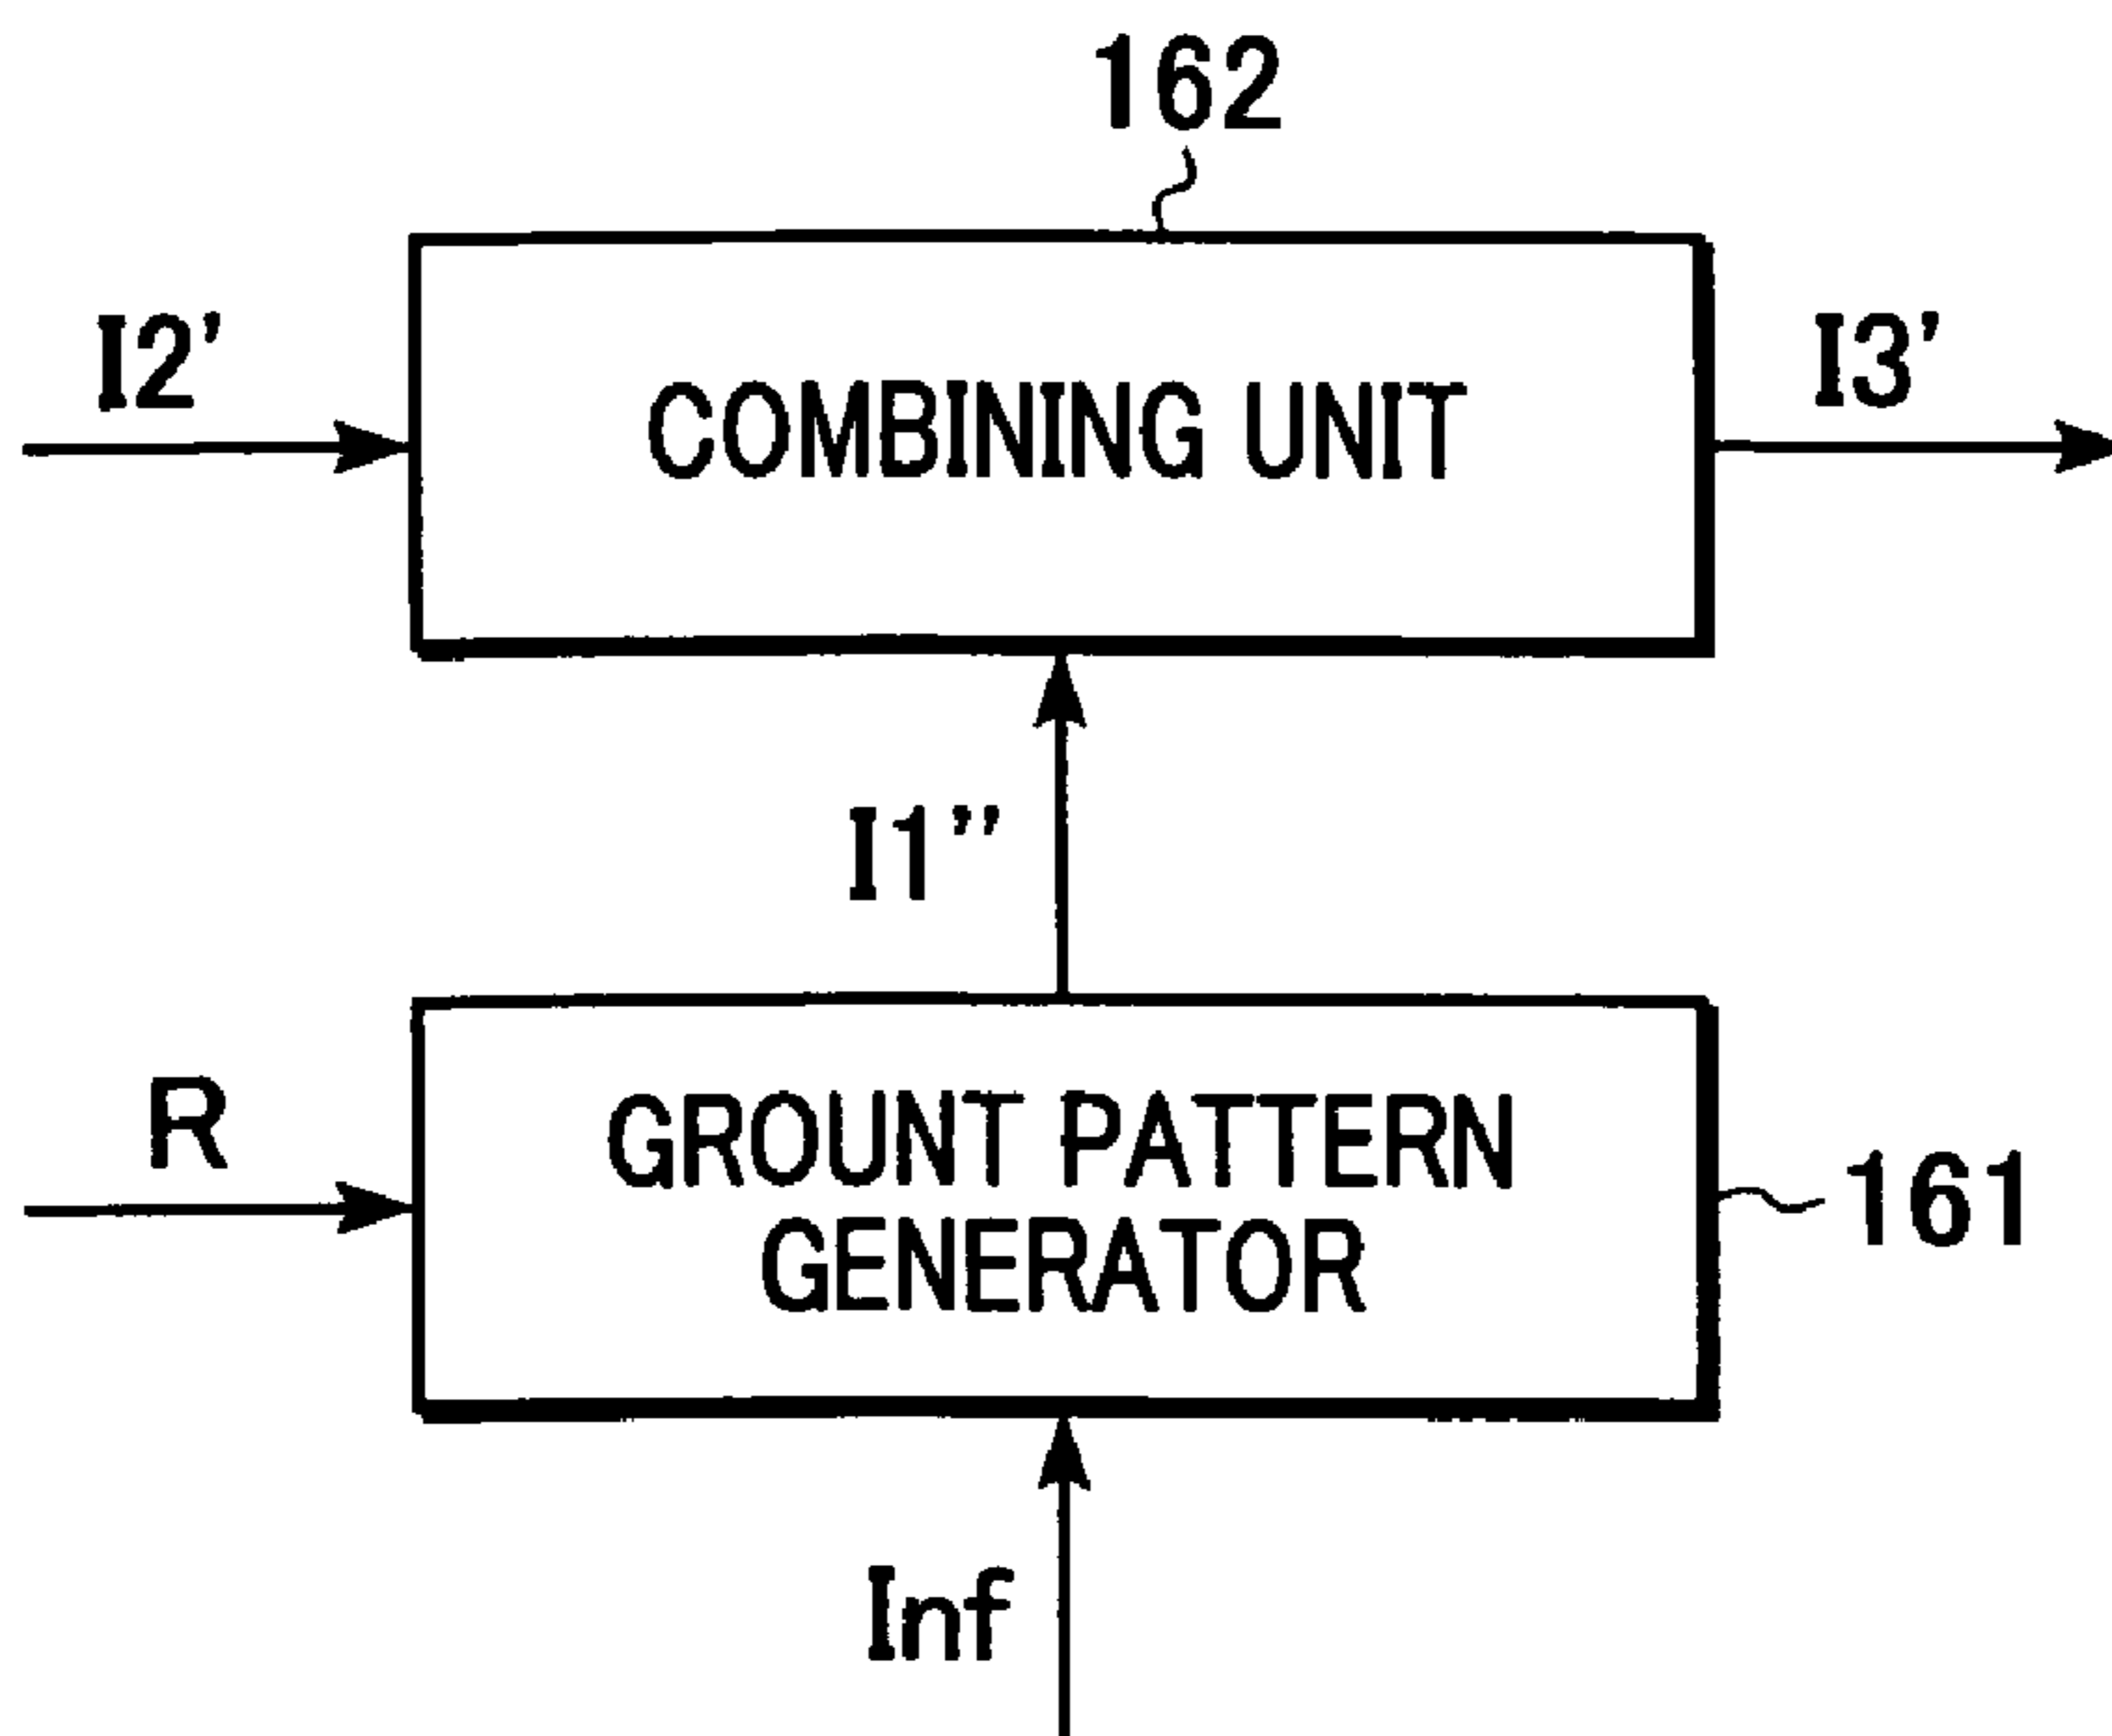 162
I2'
COMBINING UNIT
I3'
I1''
R
GROUNT PATTERN
GENERATOR
161
Inf